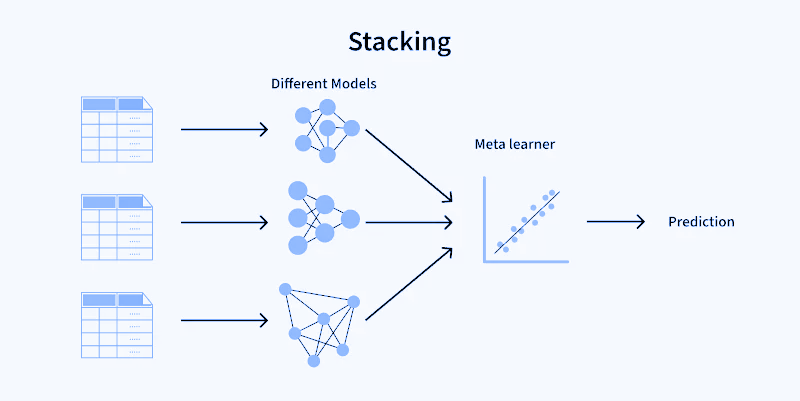 Stacking
Different Models
Meta learner
Prediction